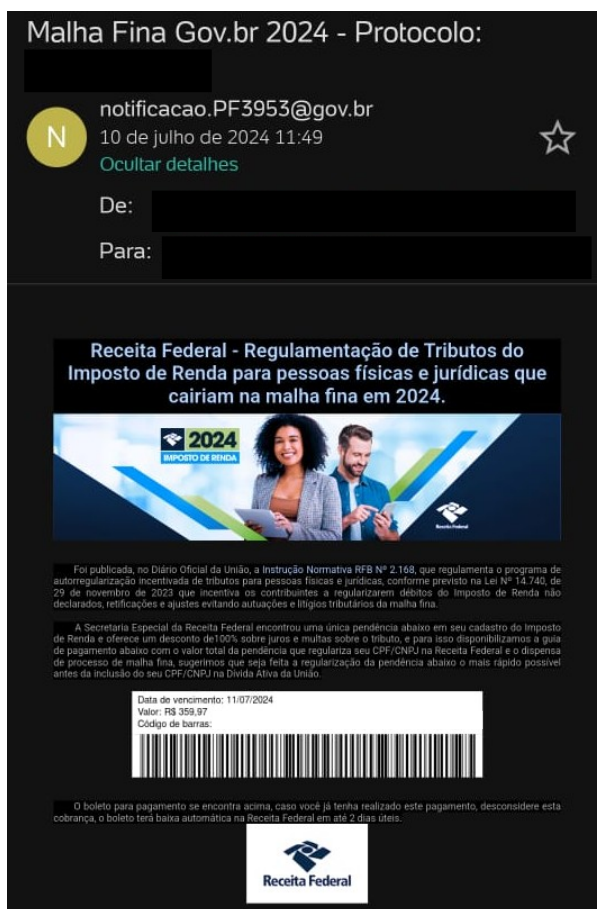 Malha Fina Gov.br 2024 - Protocolo:
N
notificacao.PF3953@gov.br
10 de julho de 2024 11:49
Ocultar detalhes
De:
Para:
Receita Federal - Regulamentação de Tributos do
Imposto de Renda para pessoas físicas e jurídicas que
cairiam na malha fina em 2024.
2024
IMPOSTO DE RENDA
Receita Federal
Foi publicada, no Diário Oficial da União, a Instrução Normativa RFB Nº 2.168, que regulamenta o programa de
autorregularização incentivada de tributos para pessoas físicas e jurídicas, conforme previsto na Lei Nº 14.740, de
29 de novembro de 2023 que incentiva os contribuintes a regularizarem débitos do Imposto de Renda não
declarados, retificações e ajustes evitando autuações e litígios tributários da malha fina.
A Secretaria Especial da Receita Federal encontrou uma única pendência abaixo em seu cadastro do Imposto
de Renda e oferece um desconto de100% sobre juros e multas sobre o tributo, e para isso disponibilizamos a guia
de pagamento abaixo com o valor total da pendência que regulariza seu CPF/CNPJ na Receita Federal e o dispensa
de processo de malha fina, sugerimos que seja feita a regularização da pendência abaixo o mais rápido possível
antes da inclusão do seu CPF/CNPJ na Dívida Ativa da União.
Data de vencimento: 11/07/2024
Valor: R$ 359,97
Código de barras:
O boleto para pagamento se encontra acima, caso você já tenha realizado este pagamento, desconsidere esta
cobrança, o boleto terá baixa automática na Receita Federal em até 2 dias úteis.
Receita Federal